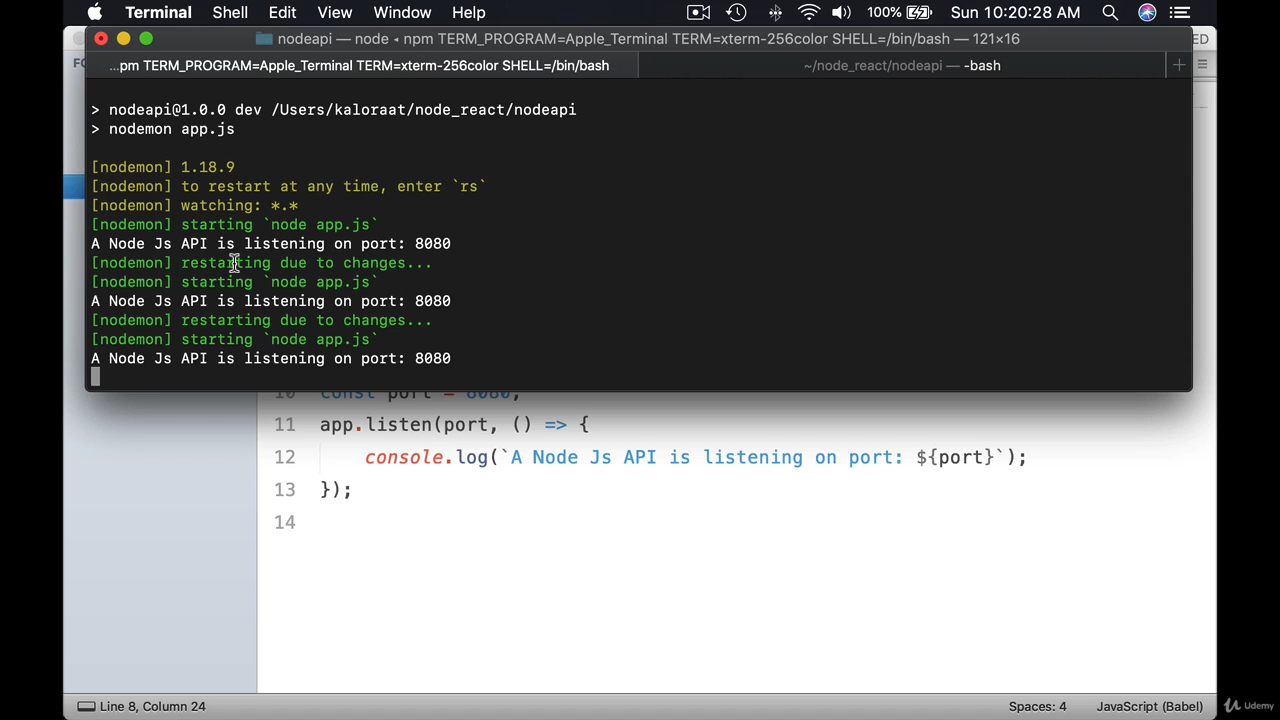 Terminal Shell Edit View Window Help 100% Sun 10:20:28 AM
nodeapi — node ◂ npm TERM_PROGRAM=Apple_Terminal TERM=xterm-256color SHELL=/bin/bash — 121×16
...pm TERM_PROGRAM=Apple_Terminal TERM=xterm-256color SHELL=/bin/bash ~/node_react/nodeapi — -bash +
> nodeapi@1.0.0 dev /Users/kaloraat/node_react/nodeapi
> nodemon app.js
[nodemon] 1.18.9
[nodemon] to restart at any time, enter `rs`
[nodemon] watching: *.*
[nodemon] starting `node app.js`
A Node Js API is listening on port: 8080
[nodemon] restarting due to changes...
[nodemon] starting `node app.js`
A Node Js API is listening on port: 8080
[nodemon] restarting due to changes...
[nodemon] starting `node app.js`
A Node Js API is listening on port: 8080
10 const port = 8080;
11 app.listen(port, () => {
12 console.log(`A Node Js API is listening on port: ${port}`);
13 });
14
Line 8, Column 24 Spaces: 4 JavaScript (Babel)
Udemy